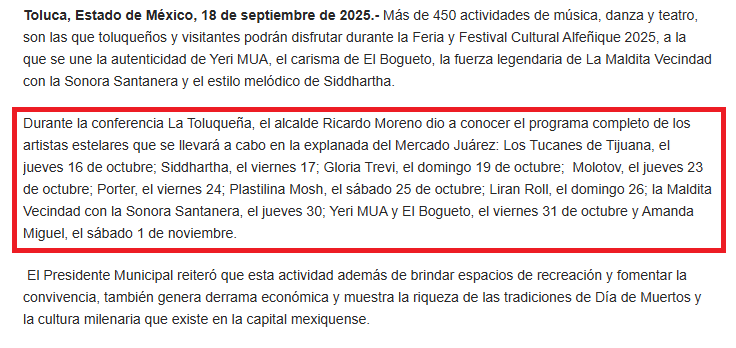 Toluca, Estado de México, 18 de septiembre de 2025.- Más de 450 actividades de música, danza y teatro,
son las que toluqueños y visitantes podrán disfrutar durante la Feria y Festival Cultural Alfeñique 2025, a la
que se une la autenticidad de Yeri MUA, el carisma de El Bogueto, la fuerza legendaria de La Maldita Vecindad
con la Sonora Santanera y el estilo melódico de Siddhartha.
Durante la conferencia La Toluqueña, el alcalde Ricardo Moreno dio a conocer el programa completo de los
artistas estelares que se llevará a cabo en la explanada del Mercado Juárez: Los Tucanes de Tijuana, el
jueves 16 de octubre; Siddhartha, el viernes 17; Gloria Trevi, el domingo 19 de octubre;  Molotov, el jueves 23
de octubre; Porter, el viernes 24; Plastilina Mosh, el sábado 25 de octubre; Liran Roll, el domingo 26; la Maldita
Vecindad con la Sonora Santanera, el jueves 30; Yeri MUA y El Bogueto, el viernes 31 de octubre y Amanda
Miguel, el sábado 1 de noviembre.
El Presidente Municipal reiteró que esta actividad además de brindar espacios de recreación y fomentar la
convivencia, también genera derrama económica y muestra la riqueza de las tradiciones de Día de Muertos y
la cultura milenaria que existe en la capital mexiquense.